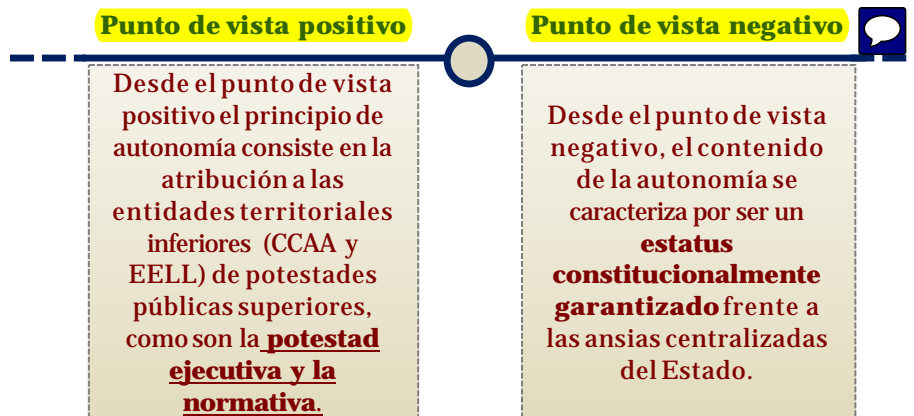 Punto de vista positivo
Desde el punto de vista
positivo el principio de
autonomía consiste en la
atribución a las
entidades territoriales
inferiores (CCAA y
EELL) de potestades
públicas superiores,
como son la potestad
ejecutiva y la
normativa.
Punto de vista negativo
Desde el punto de vista
negativo, el contenido
de la autonomía se
caracteriza por ser un
estatus
constitucionalmente
garantizado frente a
las ansias centralizadas
del Estado.